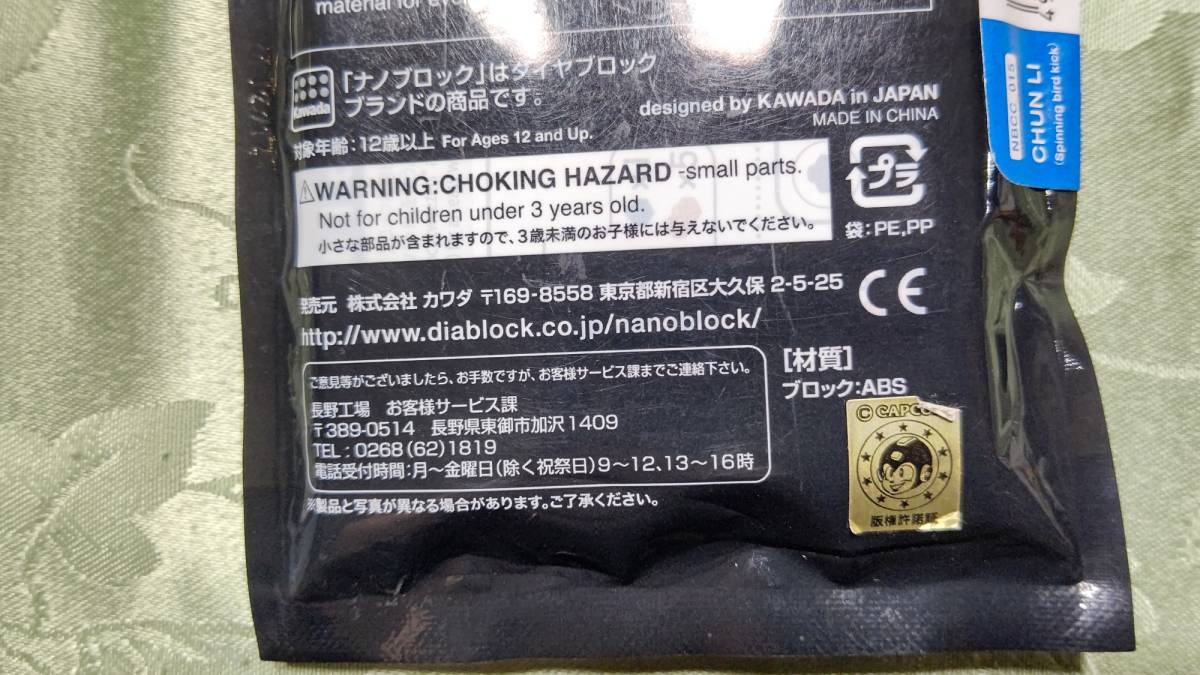 material for
Kawada
「ナノブロック」はダイヤブロック
ブランドの商品です。
designed by KAWADA in JAPAN
MADE IN CHINA
対象年齢:12歳以上 For Ages 12 and Up.
⚠WARNING:CHOKING HAZARD -small parts.
Not for children under 3 years old.
小さな部品が含まれますので、3歳未満のお子様には与えないでください。
プラ
袋:PE,PP
発売元 株式会社 カワダ 〒169-8558 東京都新宿区大久保 2-5-25
CE
http://www.diablock.co.jp/nanoblock/
ご意見等がございましたら、お手数ですが、お客様サービス課までご連絡下さい。
長野工場 お客様サービス課
〒389-0514 長野県東御市加沢1409
TEL:0268(62)1819
電話受付時間:月~金曜日(除く祝祭日)9~12、13~16時
※製品と写真が異なる場合があります。ご了承ください。
[材質]
ブロック:ABS
© CAPCO
版権許諾証
NBCC_015
CHUN LI
(Spinning bird kick)